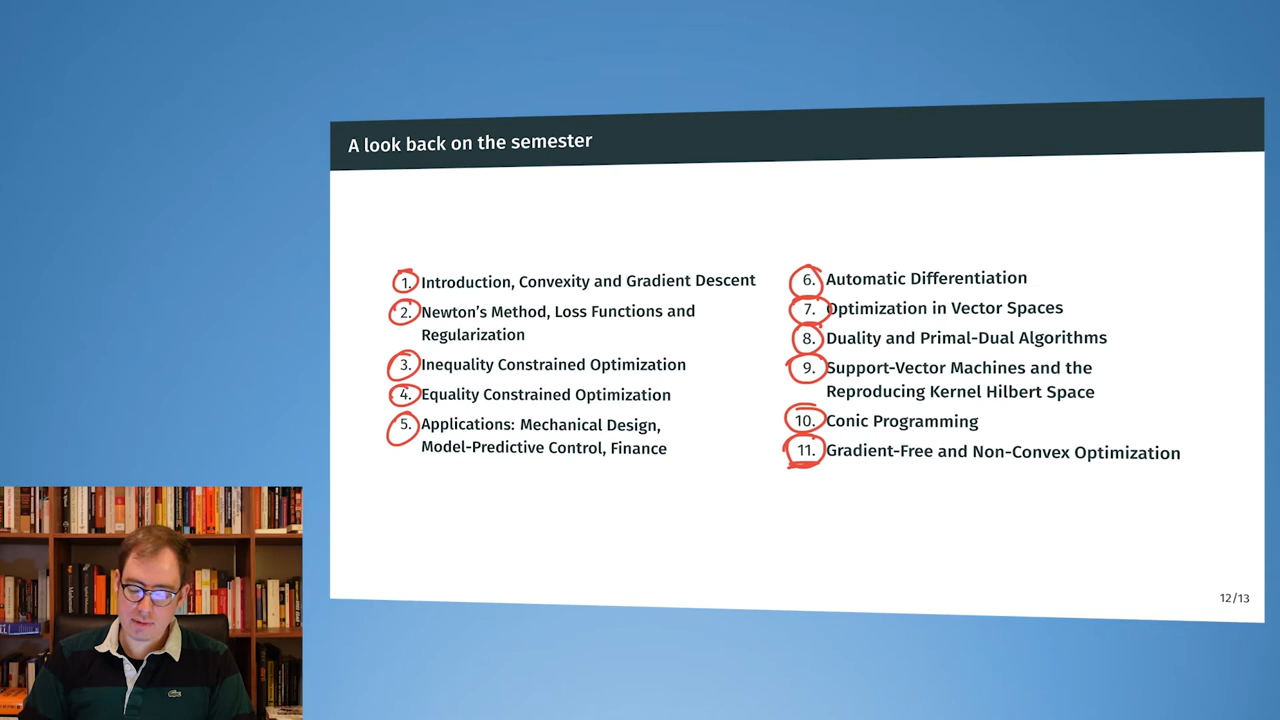 A look back on the semester
1. Introduction, Convexity and Gradient Descent
2. Newton's Method, Loss Functions and
Regularization
3. Inequality Constrained Optimization
4. Equality Constrained Optimization
5. Applications: Mechanical Design,
Model-Predictive Control, Finance
6. Automatic Differentiation
7. Optimization in Vector Spaces
8. Duality and Primal-Dual Algorithms
9. Support-Vector Machines and the
Reproducing Kernel Hilbert Space
10. Conic Programming
11. Gradient-Free and Non-Convex Optimization
12/13